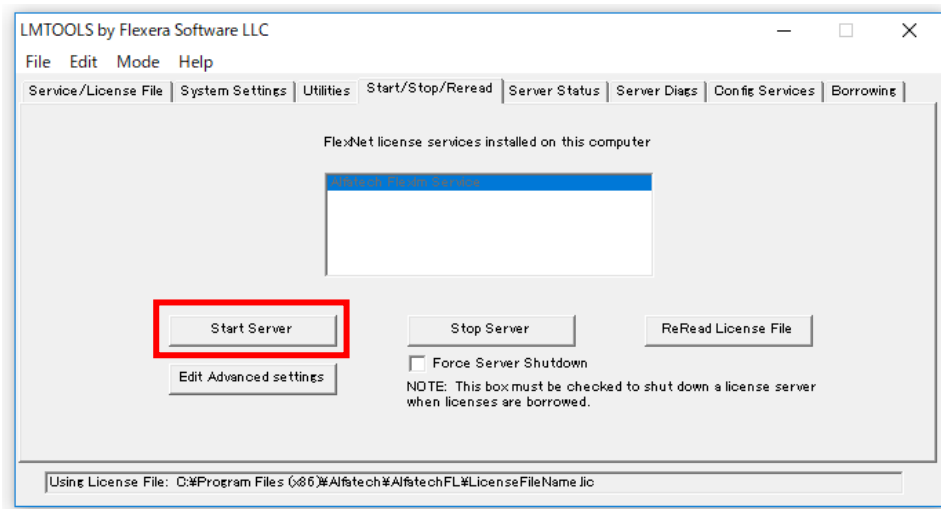 LMTOOLS by Flexera Software LLC
File Edit Mode Help
Service/License File System Settings Utilities Start/Stop/Reread Server Status Server Diags Config Services Borrowing
FlexNet license services installed on this computer
Alfatech Flexlm Service
Start Server Stop Server ReRead License File
Force Server Shutdown
Edit Advanced settings
NOTE: This box must be checked to shut down a license server
when licenses are borrowed.
Using License File: C:¥Program Files (x86)¥Alfatech¥AlfatechFL¥LicenseFileName.lic